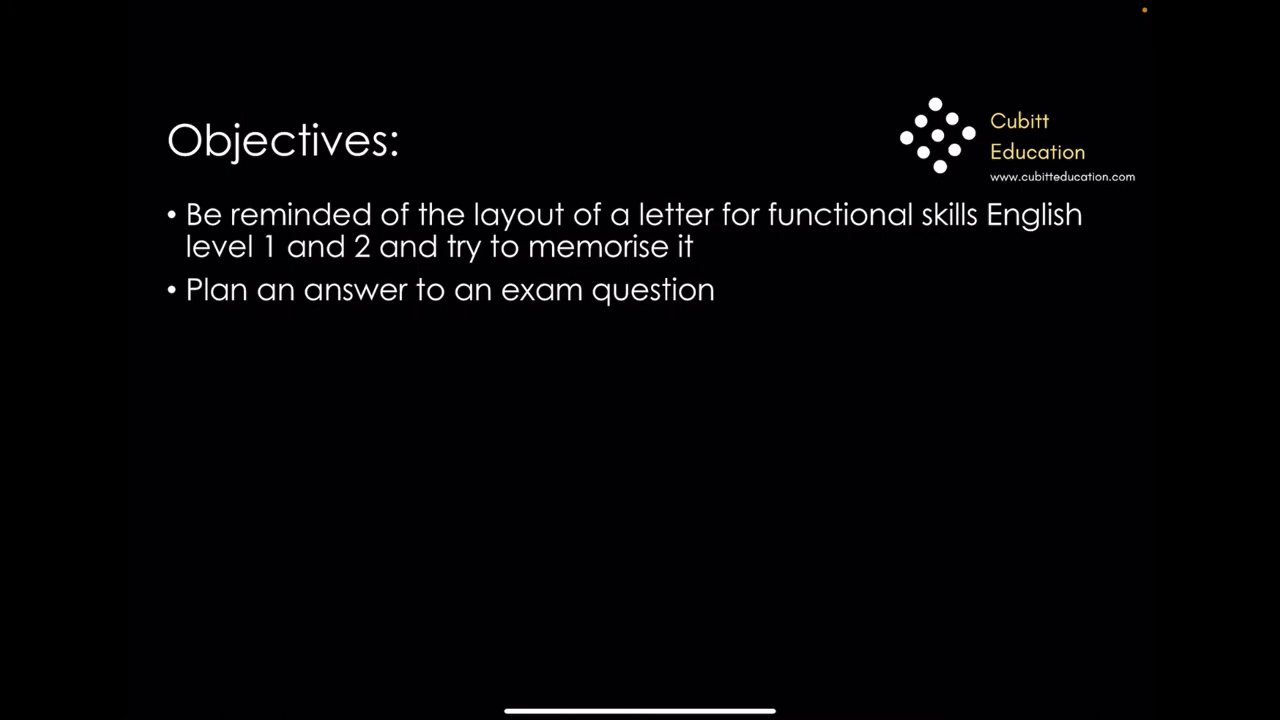 Objectives:
Cubitt
Education
www.cubitteducation.com
• Be reminded of the layout of a letter for functional skills English
level 1 and 2 and try to memorise it
• Plan an answer to an exam question